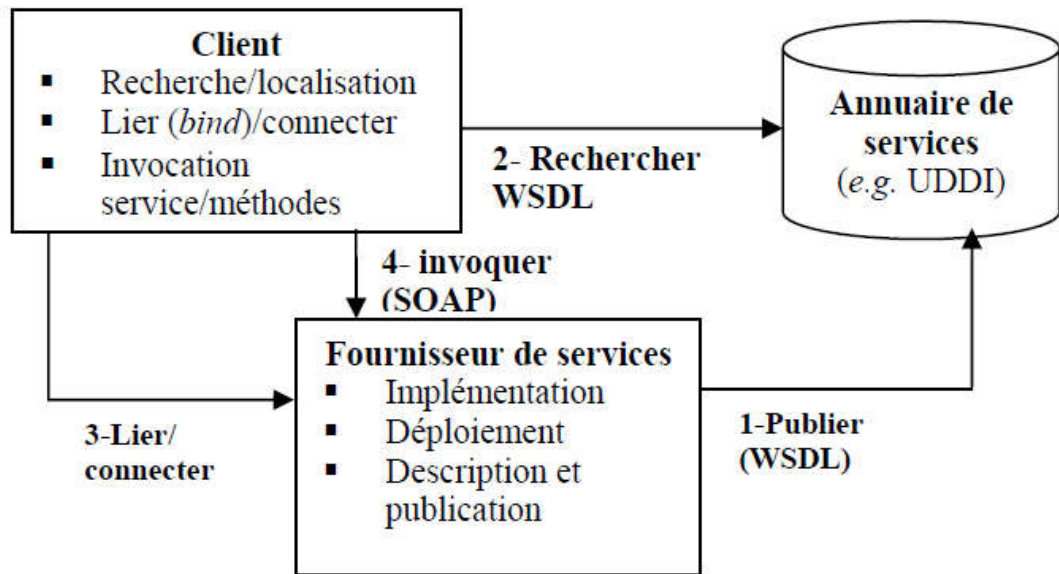 Client
▪ Recherche/localisation
▪ Lier (bind)/connecter
▪ Invocation
service/méthodes
Annuaire de
services
(e.g. UDDI)
2- Rechercher
WSDL
4- invoquer
(SOAP)
Fournisseur de services
▪ Implémentation
▪ Déploiement
▪ Description et
publication
3-Lier/
connecter
1-Publier
(WSDL)